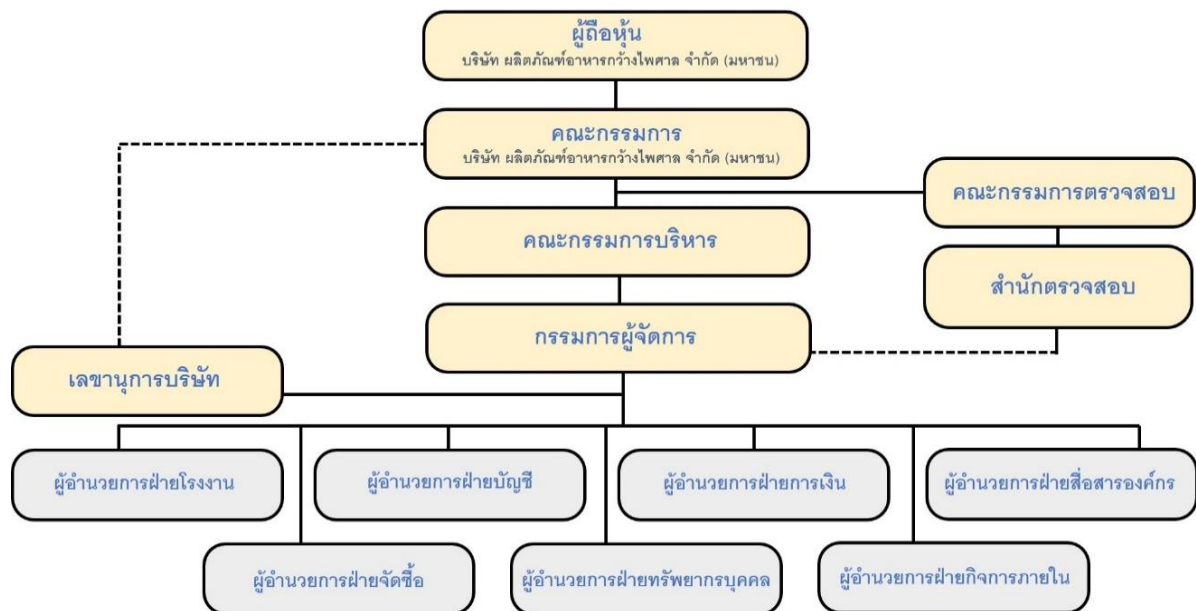 ผู้ถือหุ้น
บริษัท ผลิตภัณฑ์อาหารกว้างไพศาล จำกัด (มหาชน)
คณะกรรมการ
บริษัท ผลิตภัณฑ์อาหารกว้างไพศาล จำกัด (มหาชน)
คณะกรรมการตรวจสอบ
คณะกรรมการบริหาร
สำนักตรวจสอบ
กรรมการผู้จัดการ
เลขานุการบริษัท
ผู้อำนวยการฝ่ายโรงงาน
ผู้อำนวยการฝ่ายบัญชี
ผู้อำนวยการฝ่ายการเงิน
ผู้อำนวยการฝ่ายสื่อสารองค์กร
ผู้อำนวยการฝ่ายจัดซื้อ
ผู้อำนวยการฝ่ายทรัพยากรบุคคล
ผู้อำนวยการฝ่ายกิจการภายใน